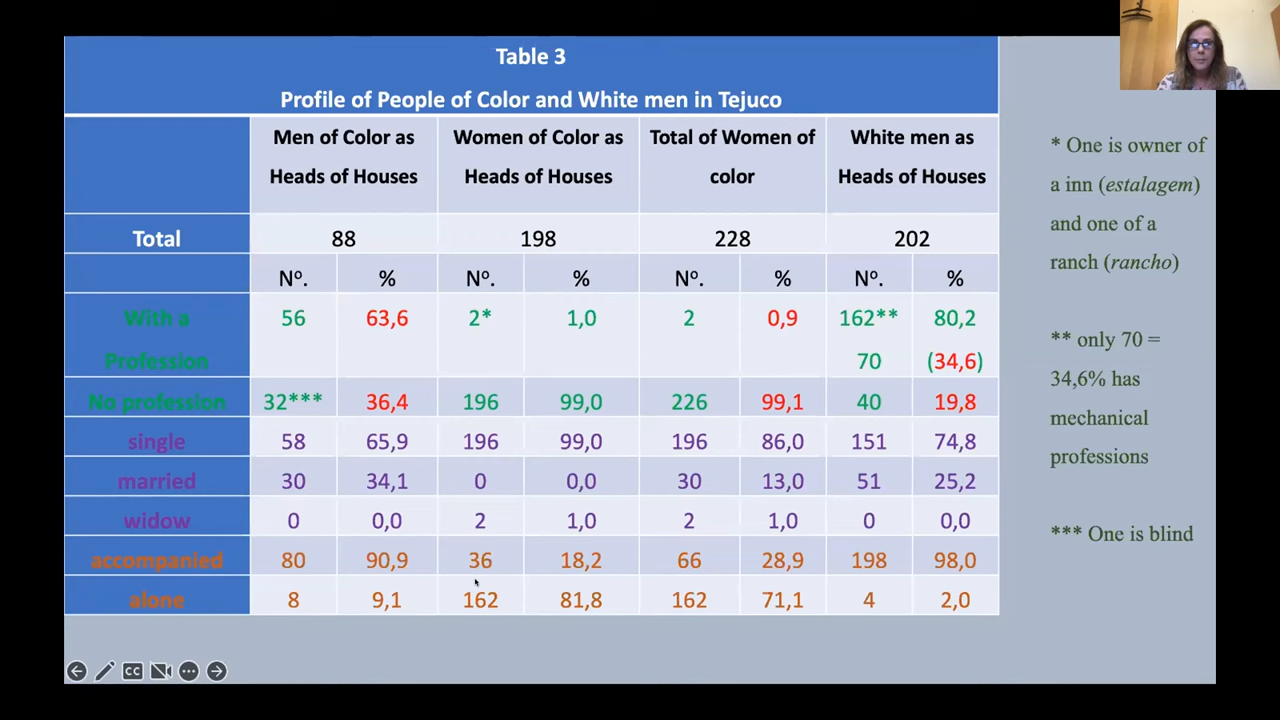 Table 3
Profile of People of Color and White men in Tejuco
Men of Color as Heads of Houses Women of Color as Heads of Houses Total of Women of color White men as Heads of Houses
Total 88 198 228 202
Nº. % Nº. % Nº. % Nº. %
With a Profession 56 63,6 2* 1,0 2 0,9 162** 80,2
70 (34,6)
No profession 32*** 36,4 196 99,0 226 99,1 40 19,8
single 58 65,9 196 99,0 196 86,0 151 74,8
married 30 34,1 0 0,0 30 13,0 51 25,2
widow 0 0,0 2 1,0 2 1,0 0 0,0
accompanied 80 90,9 36 18,2 66 28,9 198 98,0
alone 8 9,1 162 81,8 162 71,1 4 2,0
* One is owner of
a inn (estalagem)
and one of a
ranch (rancho)
** only 70 =
34,6% has
mechanical
professions
*** One is blind
CC